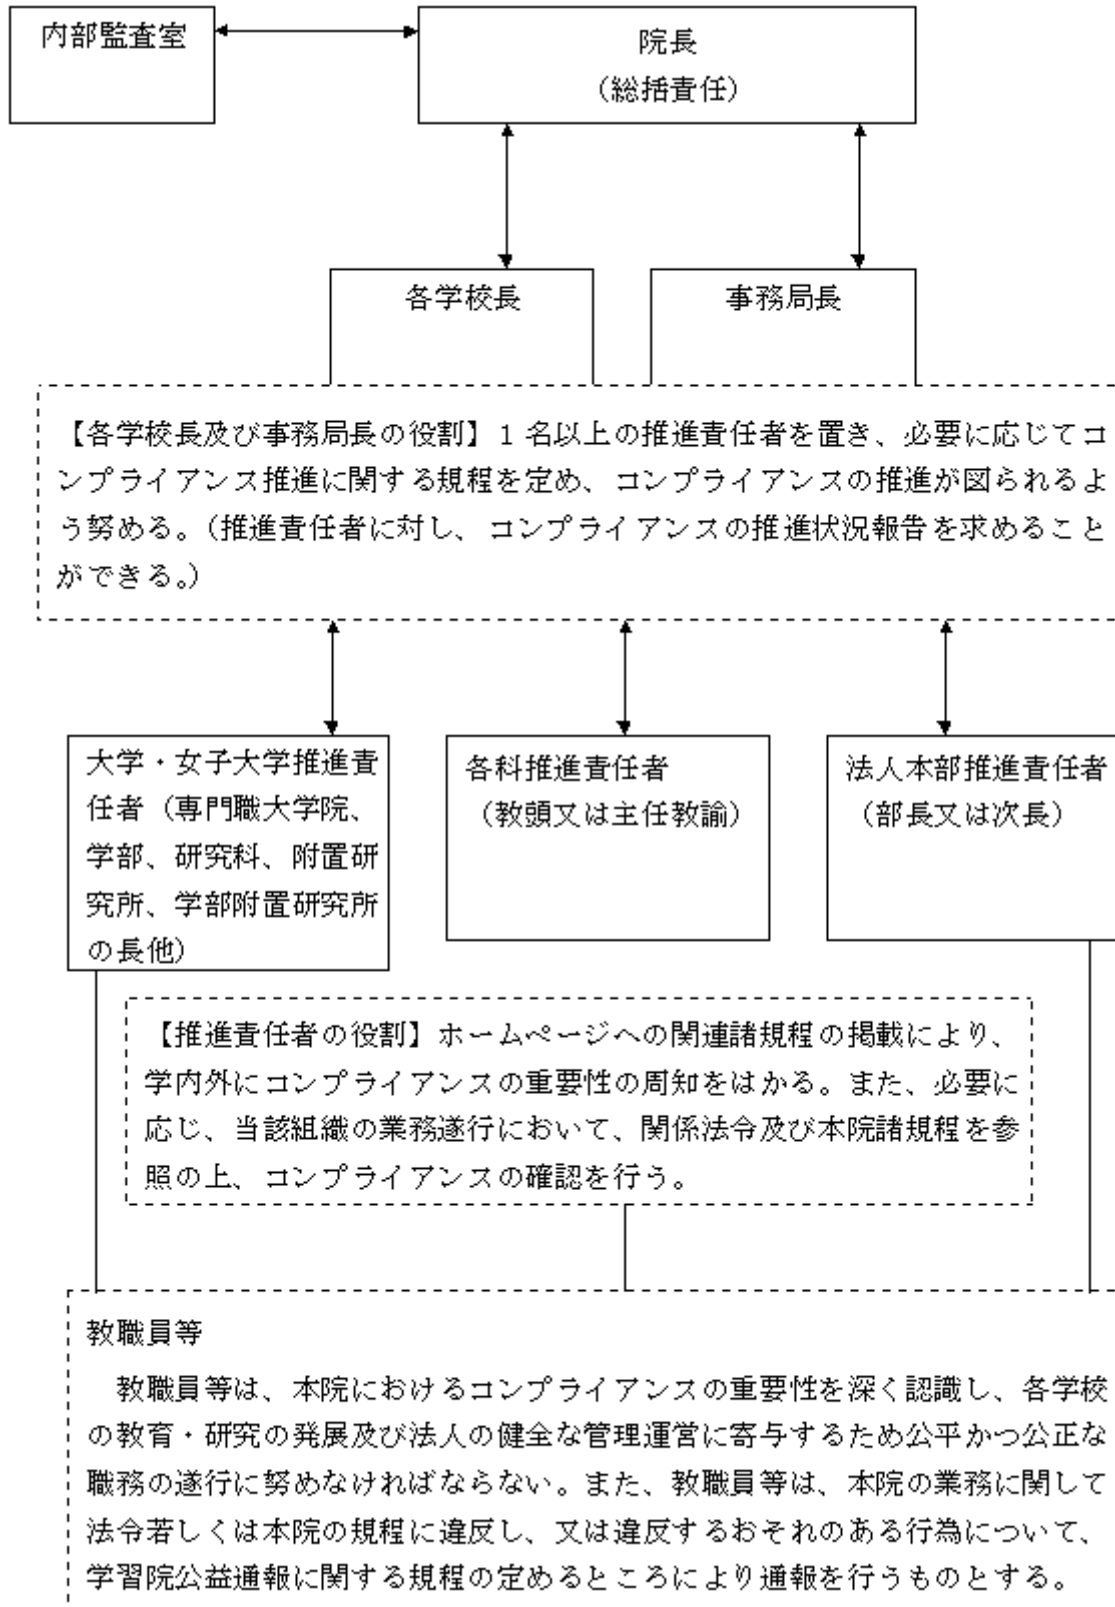 内部監査室
院長
（総括責任）
各学校長
事務局長
【各学校長及び事務局長の役割】１名以上の推進責任者を置き、必要に応じてコ
ンプライアンス推進に関する規程を定め、コンプライアンスの推進が図られるよ
う努める。（推進責任者に対し、コンプライアンスの推進状況報告を求めること
ができる。）
大学・女子大学推進責
任者（専門職大学院、
学部、研究科、附置研
究所、学部附置研究所
の長他）
各科推進責任者
（教頭又は主任教諭）
法人本部推進責任者
（部長又は次長）
【推進責任者の役割】ホームページへの関連諸規程の掲載により、
学内外にコンプライアンスの重要性の周知をはかる。また、必要に
応じ、当該組織の業務遂行において、関係法令及び本院諸規程を参
照の上、コンプライアンスの確認を行う。
教職員等
教職員等は、本院におけるコンプライアンスの重要性を深く認識し、各学校
の教育・研究の発展及び法人の健全な管理運営に寄与するため公平かつ公正な
職務の遂行に努めなければならない。また、教職員等は、本院の業務に関して
法令若しくは本院の規程に違反し、又は違反するおそれのある行為について、
学習院公益通報に関する規程の定めるところにより通報を行うものとする。